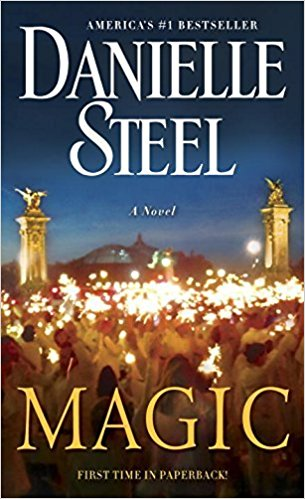 AMERICA'S #1 BESTSELLER
DANIELLE
STEEL
A Novel
MAGIC
FIRST TIME IN PAPERBACK!